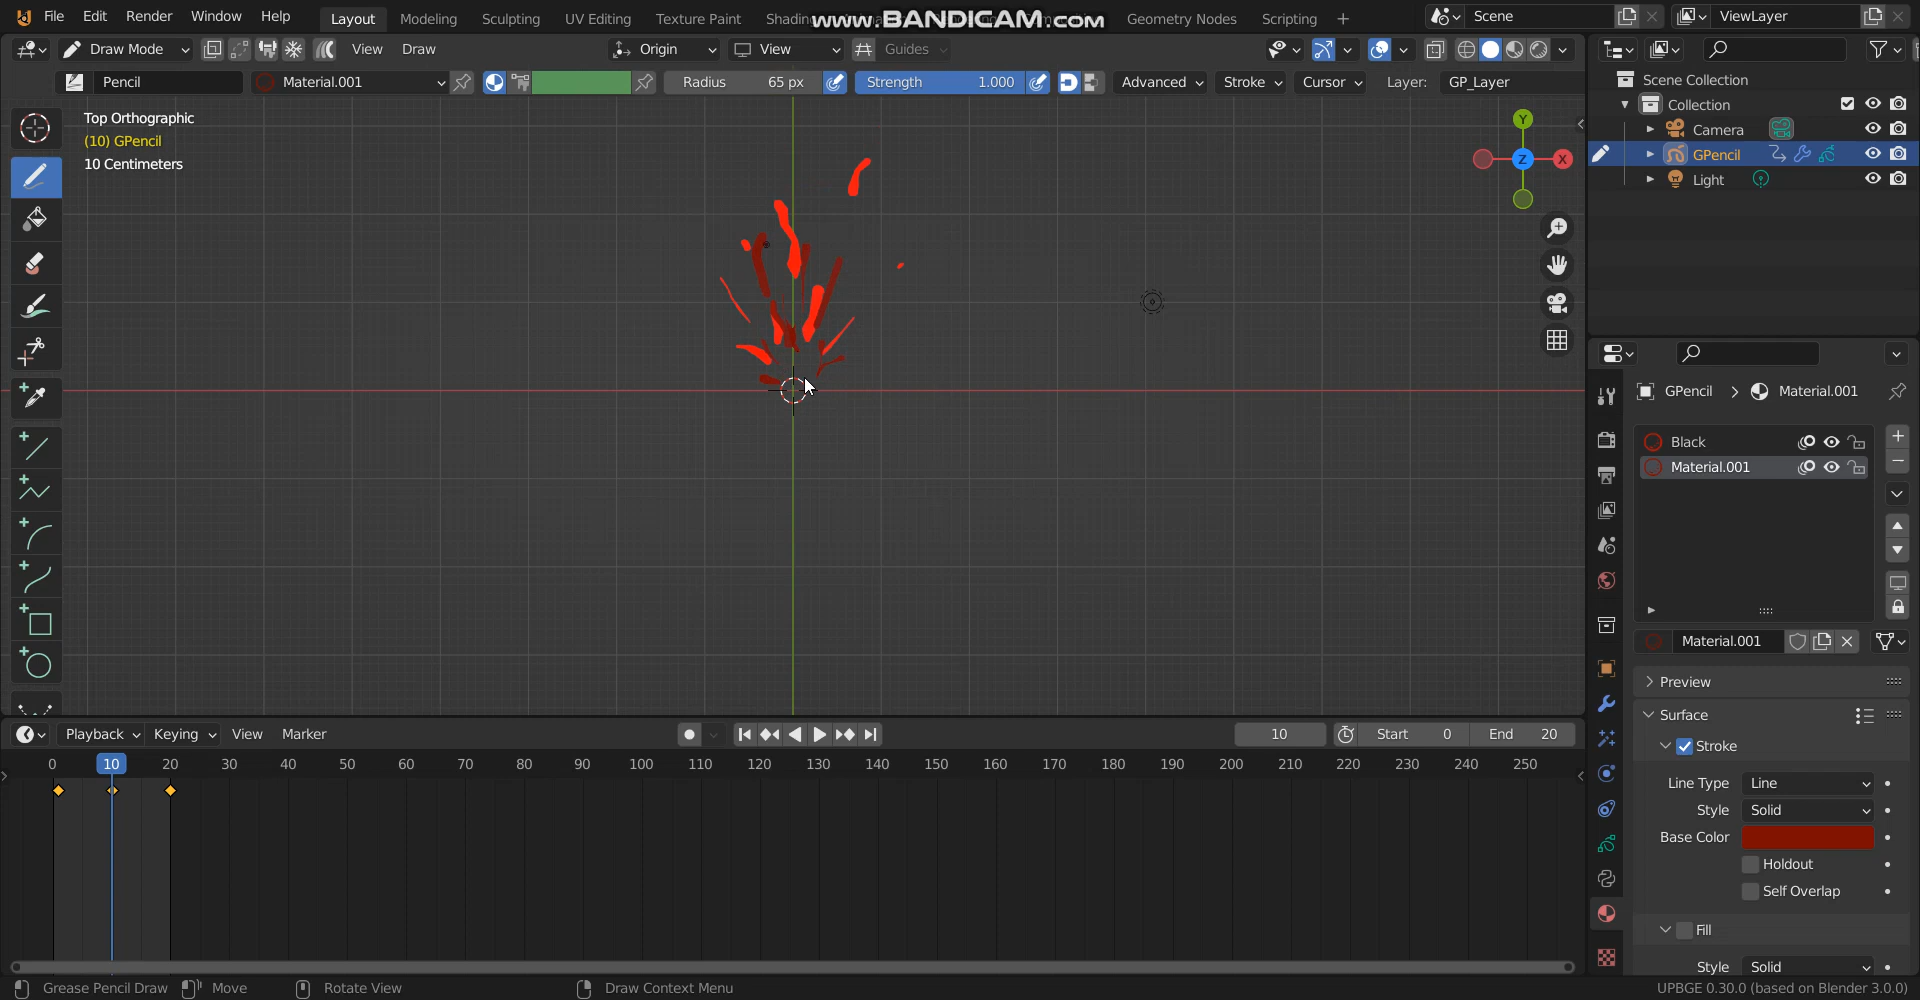 File Edit Render Window Help Layout Modeling Sculpting UV Editing Texture Paint Shading Geometry Nodes Scripting Scene ViewLayer
www.BANDICAM.com
Draw Mode View Draw Origin View Guides
Pencil Material.001 Radius 65 px Strength 1.000 Advanced Stroke Cursor Layer: GP_Layer
Top Orthographic
(10) GPencil
10 Centimeters
Y
Z
X
Scene Collection
Collection
Camera
GPencil
Light
GPencil Material.001
Black
Material.001
Material.001
Preview
Surface
Stroke
Line Type Line
Style Solid
Base Color
Holdout
Self Overlap
Fill
Style Solid
Playback Keying View Marker 10 Start 0 End 20
0 10 20 30 40 50 60 70 80 90 100 110 120 130 140 150 160 170 180 190 200 210 220 230 240 250
Grease Pencil Draw Move Rotate View Draw Context Menu UPBGE 0.30.0 (based on Blender 3.0.0)